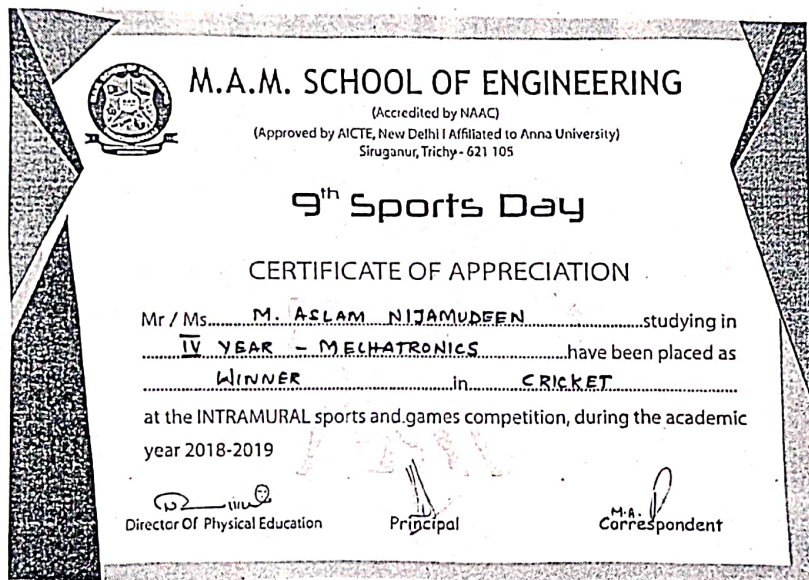 M.A.M. SCHOOL OF ENGINEERING
(Accredited by NAAC)
(Approved by AICTE, New Delhi I Affiliated to Anna University)
Siruganur, Trichy - 621 105
9th Sports Day
CERTIFICATE OF APPRECIATION
Mr / Ms.....M. ASLAM NIJAMUDEEN.....studying in
.....IV YEAR - MECHATRONICS.....have been placed as
.....WINNER.....in.....CRICKET.....
at the INTRAMURAL sports and games competition, during the academic
year 2018-2019
M.A.
Director Of Physical Education Principal Correspondent